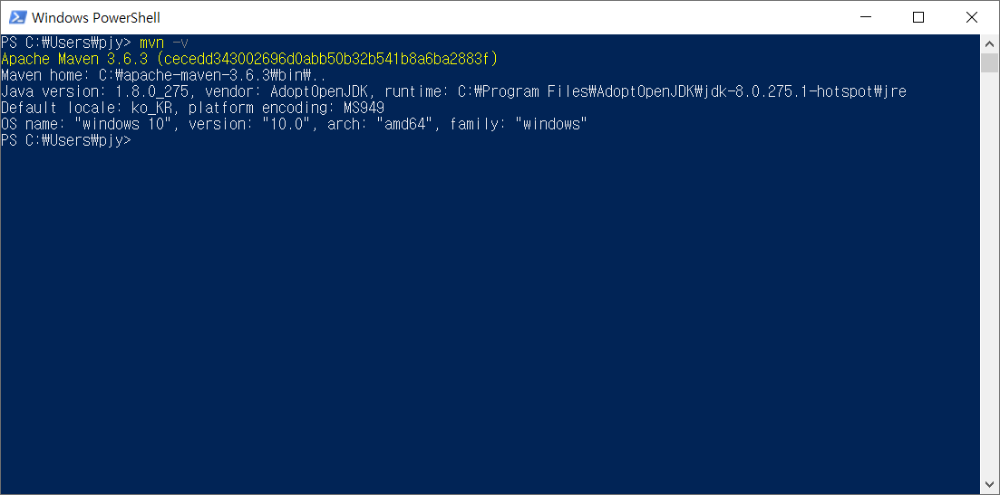 Windows PowerShell
PS C:₩Users₩pjy> mvn -v
Apache Maven 3.6.3 (cecedd343002696d0abb50b32b541b8a6ba2883f)
Maven home: C:₩apache-maven-3.6.3₩bin₩..
Java version: 1.8.0_275, vendor: AdoptOpenJDK, runtime: C:₩Program Files₩AdoptOpenJDK₩jdk-8.0.275.1-hotspot₩jre
Default locale: ko_KR, platform encoding: MS949
OS name: "windows 10", version: "10.0", arch: "amd64", family: "windows"
PS C:₩Users₩pjy>